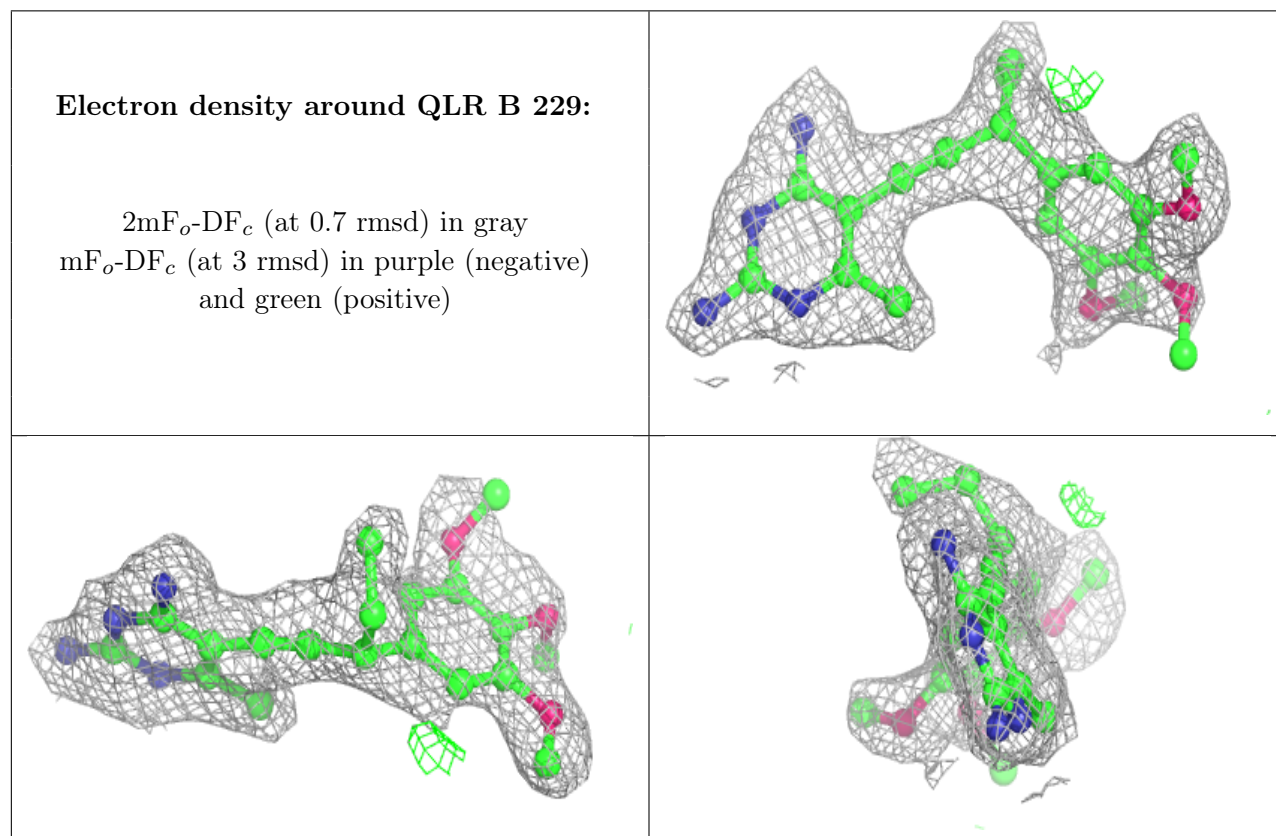 Electron density around QLR B 229:
2mFo-DFc (at 0.7 rmsd) in gray
mFo-DFc (at 3 rmsd) in purple (negative)
and green (positive)